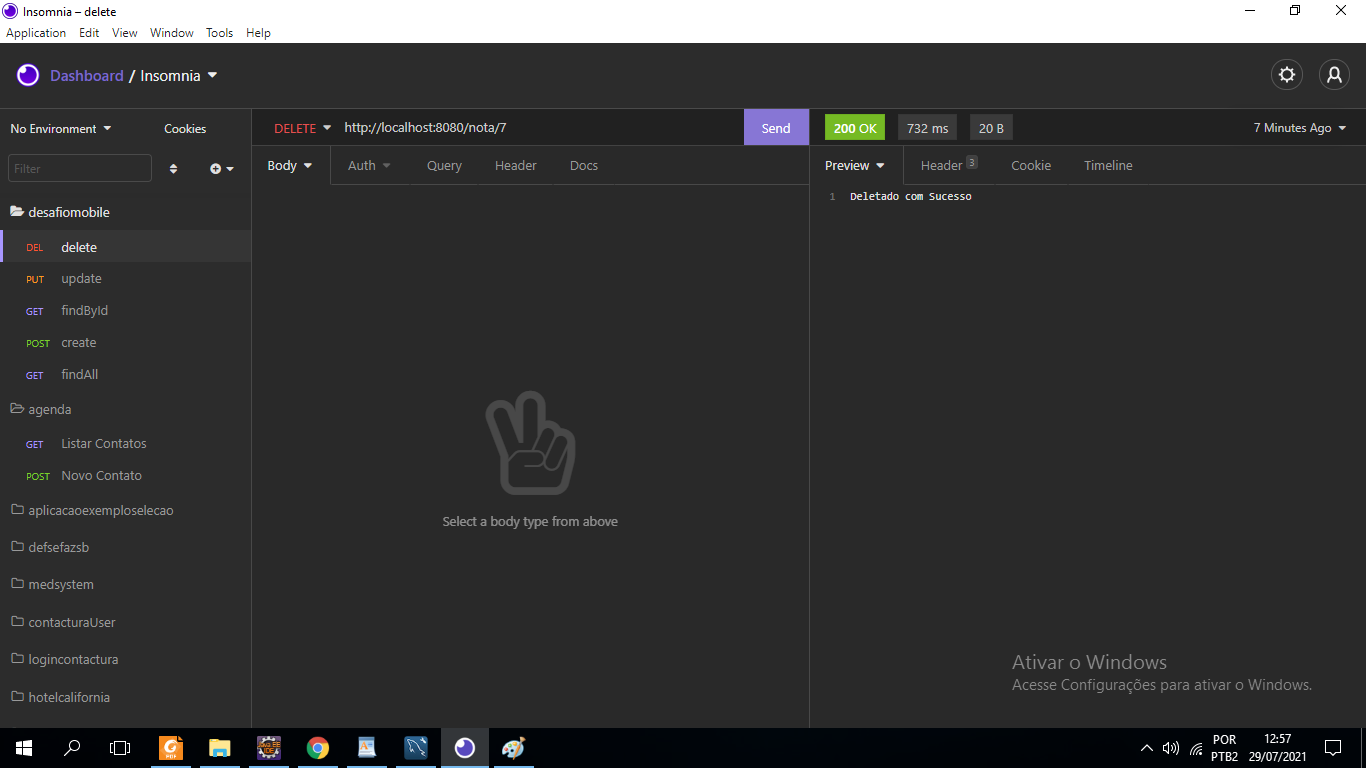 Insomnia – delete
Application Edit View Window Tools Help
Dashboard / Insomnia
No Environment Cookies
DELETE http://localhost:8080/nota/7 Send
200 OK 732 ms 20 B 7 Minutes Ago
Filter
Body Auth Query Header Docs
Preview Header 3 Cookie Timeline
1 Deletado com Sucesso
desafiomobile
DEL delete
PUT update
GET findById
POST create
GET findAll
agenda
GET Listar Contatos
POST Novo Contato
aplicacaoexemploselecao
defsefazsb
medsystem
contacturaUser
logincontactura
hotelcalifornia
Select a body type from above
Ativar o Windows
Acesse Configurações para ativar o Windows.
POR
PTB2
12:57
29/07/2021